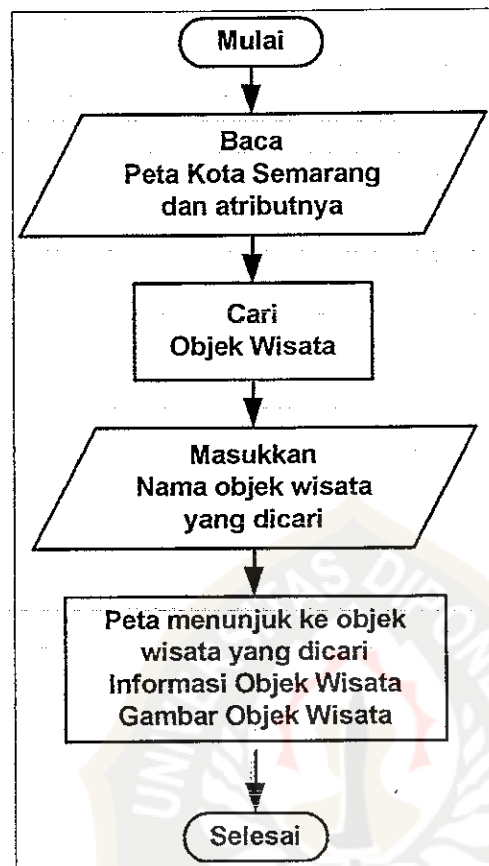 Mulai
Baca
Peta Kota Semarang
dan atributnya
Cari
Objek Wisata
Masukkan
Nama objek wisata
yang dicari
Peta menunjuk ke objek
wisata yang dicari
Informasi Objek Wisata
Gambar Objek Wisata
Selesai